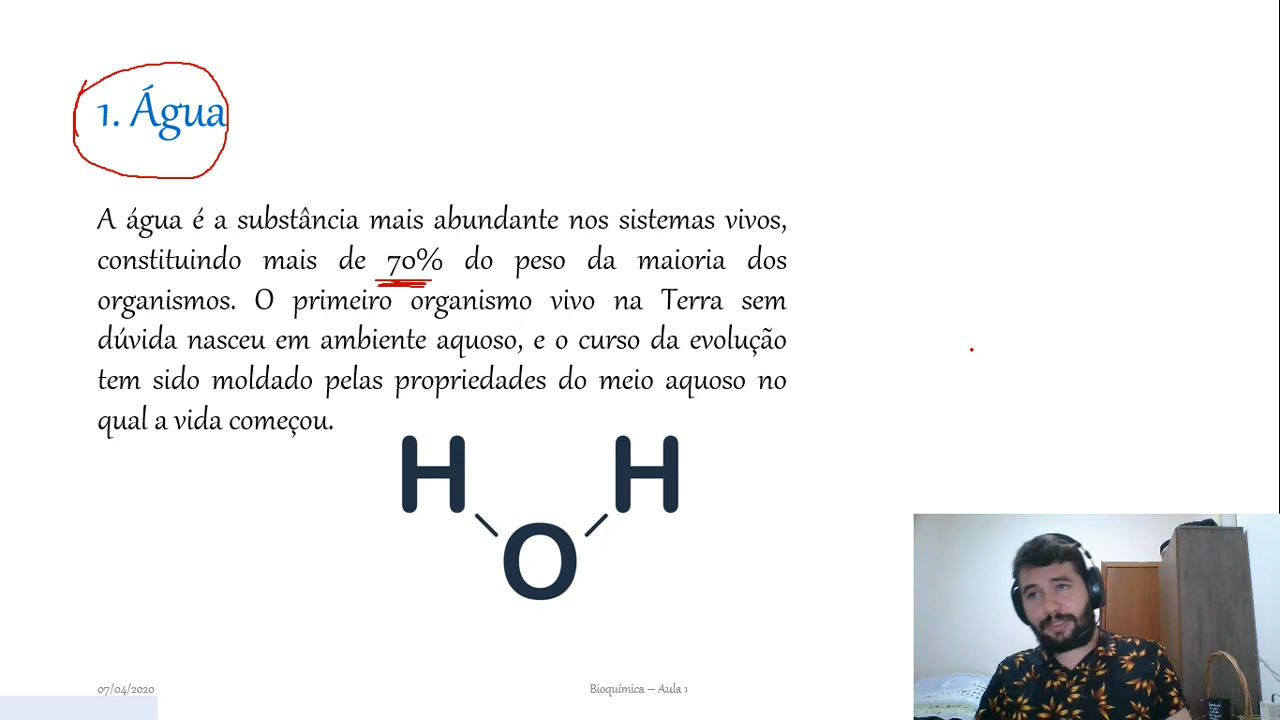 1. Água
A água é a substância mais abundante nos sistemas vivos,
constituindo mais de 70% do peso da maioria dos
organismos. O primeiro organismo vivo na Terra sem
dúvida nasceu em ambiente aquoso, e o curso da evolução
tem sido moldado pelas propriedades do meio aquoso no
qual a vida começou.
H H
O
07/04/2020 Bioquímica – Aula 1